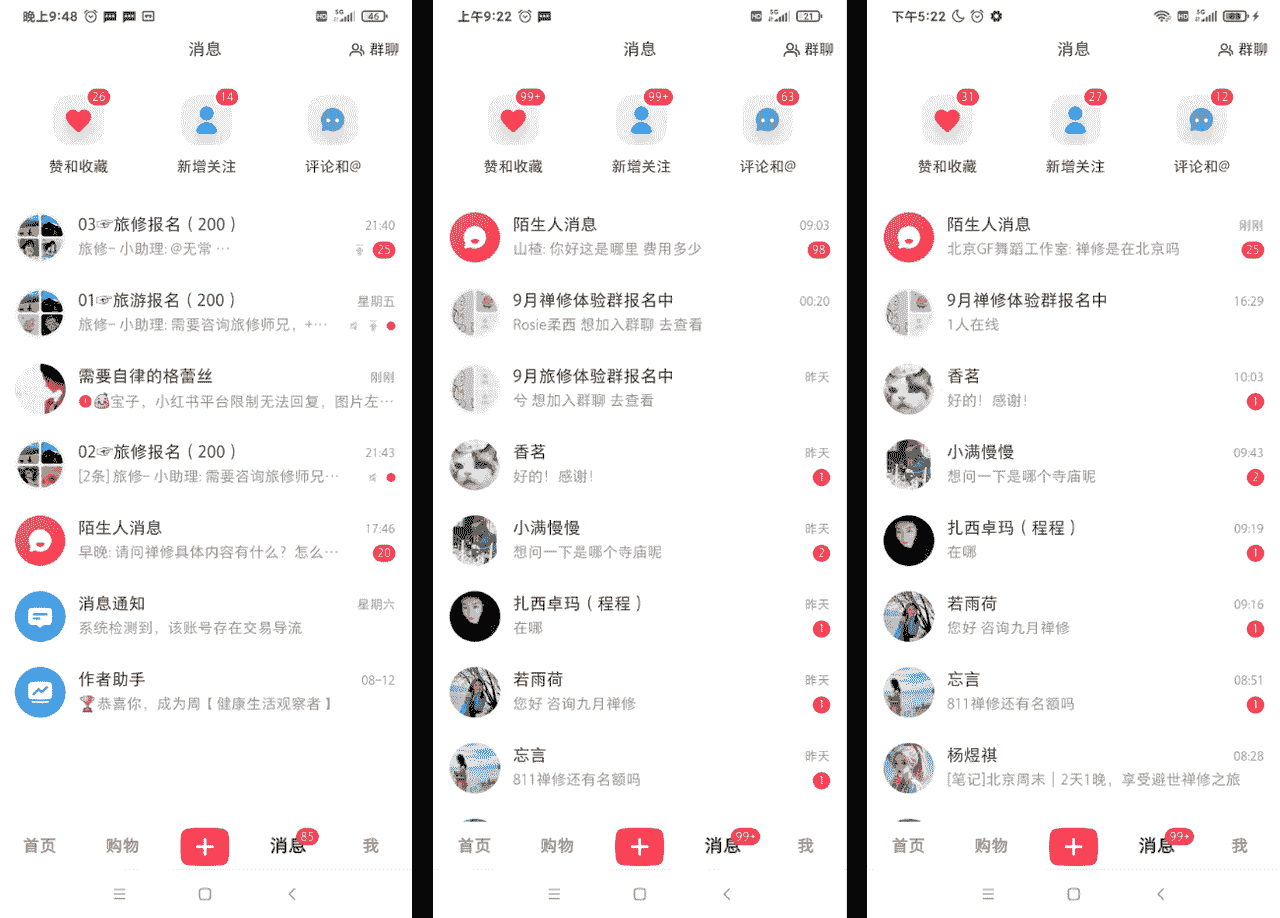 晚上9:48
HD 5G 46
消息
群聊
26
14
赞和收藏
新增关注
评论和@
03☞旅修报名（200）
21:40
旅修- 小助理: @无常 ···
25
01☞旅游报名（200）
星期五
旅修- 小助理: 需要咨询旅修师兄，+···
需要自律的格蕾丝
刚刚
宝子，小红书平台限制无法回复，图片左···
02☞旅修报名（200）
21:43
[2条] 旅修- 小助理: 需要咨询旅修师兄···
陌生人消息
17:46
早晚: 请问禅修具体内容有什么？怎么···
20
消息通知
星期六
系统检测到，该账号存在交易导流
作者助手
08-12
🏆恭喜你，成为周【健康生活观察者】
首页
购物
消息
85
我
上午9:22
HD 5G 21
消息
群聊
99+
99+
63
赞和收藏
新增关注
评论和@
陌生人消息
09:03
山楂: 你好这是哪里 费用多少
98
9月禅修体验群报名中
00:20
Rosie柔西 想加入群聊 去查看
9月旅修体验群报名中
昨天
兮 想加入群聊 去查看
香茗
昨天
好的！感谢！
1
小满慢慢
昨天
想问一下是哪个寺庙呢
2
扎西卓玛（程程）
昨天
在哪
1
若雨荷
昨天
您好 咨询九月禅修
1
忘言
昨天
811禅修还有名额吗
1
首页
购物
消息
99+
我
下午5:22
HD 5G
消息
群聊
31
27
12
赞和收藏
新增关注
评论和@
陌生人消息
刚刚
北京GF舞蹈工作室: 禅修是在北京吗
25
9月禅修体验群报名中
16:29
1人在线
香茗
10:03
好的！感谢！
1
小满慢慢
09:43
想问一下是哪个寺庙呢
2
扎西卓玛（程程）
09:19
在哪
1
若雨荷
09:16
您好 咨询九月禅修
1
忘言
08:51
811禅修还有名额吗
1
杨煜祺
08:28
[笔记]北京周末｜2天1晚，享受避世禅修之旅
首页
购物
消息
99+
我